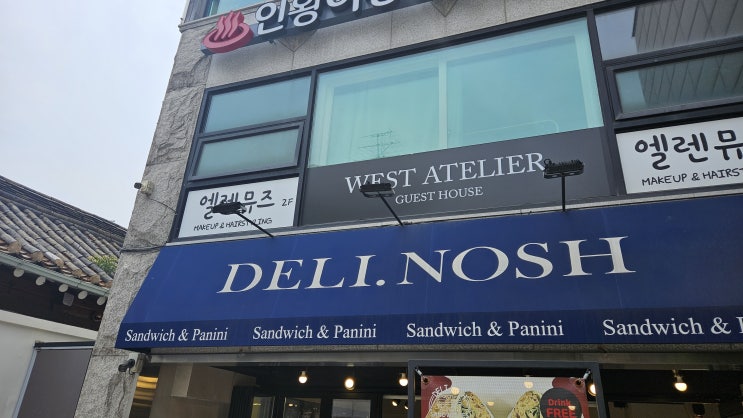 엘렌뮤즈 2F
MAKEUP & HAIRSTYLING
WEST ATELIER
GUEST HOUSE
엘렌뮤
MAKEUP & HAIRST
DELI.NOSH
Sandwich & Panini Sandwich & Panini Sandwich & Panini Sandwich &
Drink
FREE